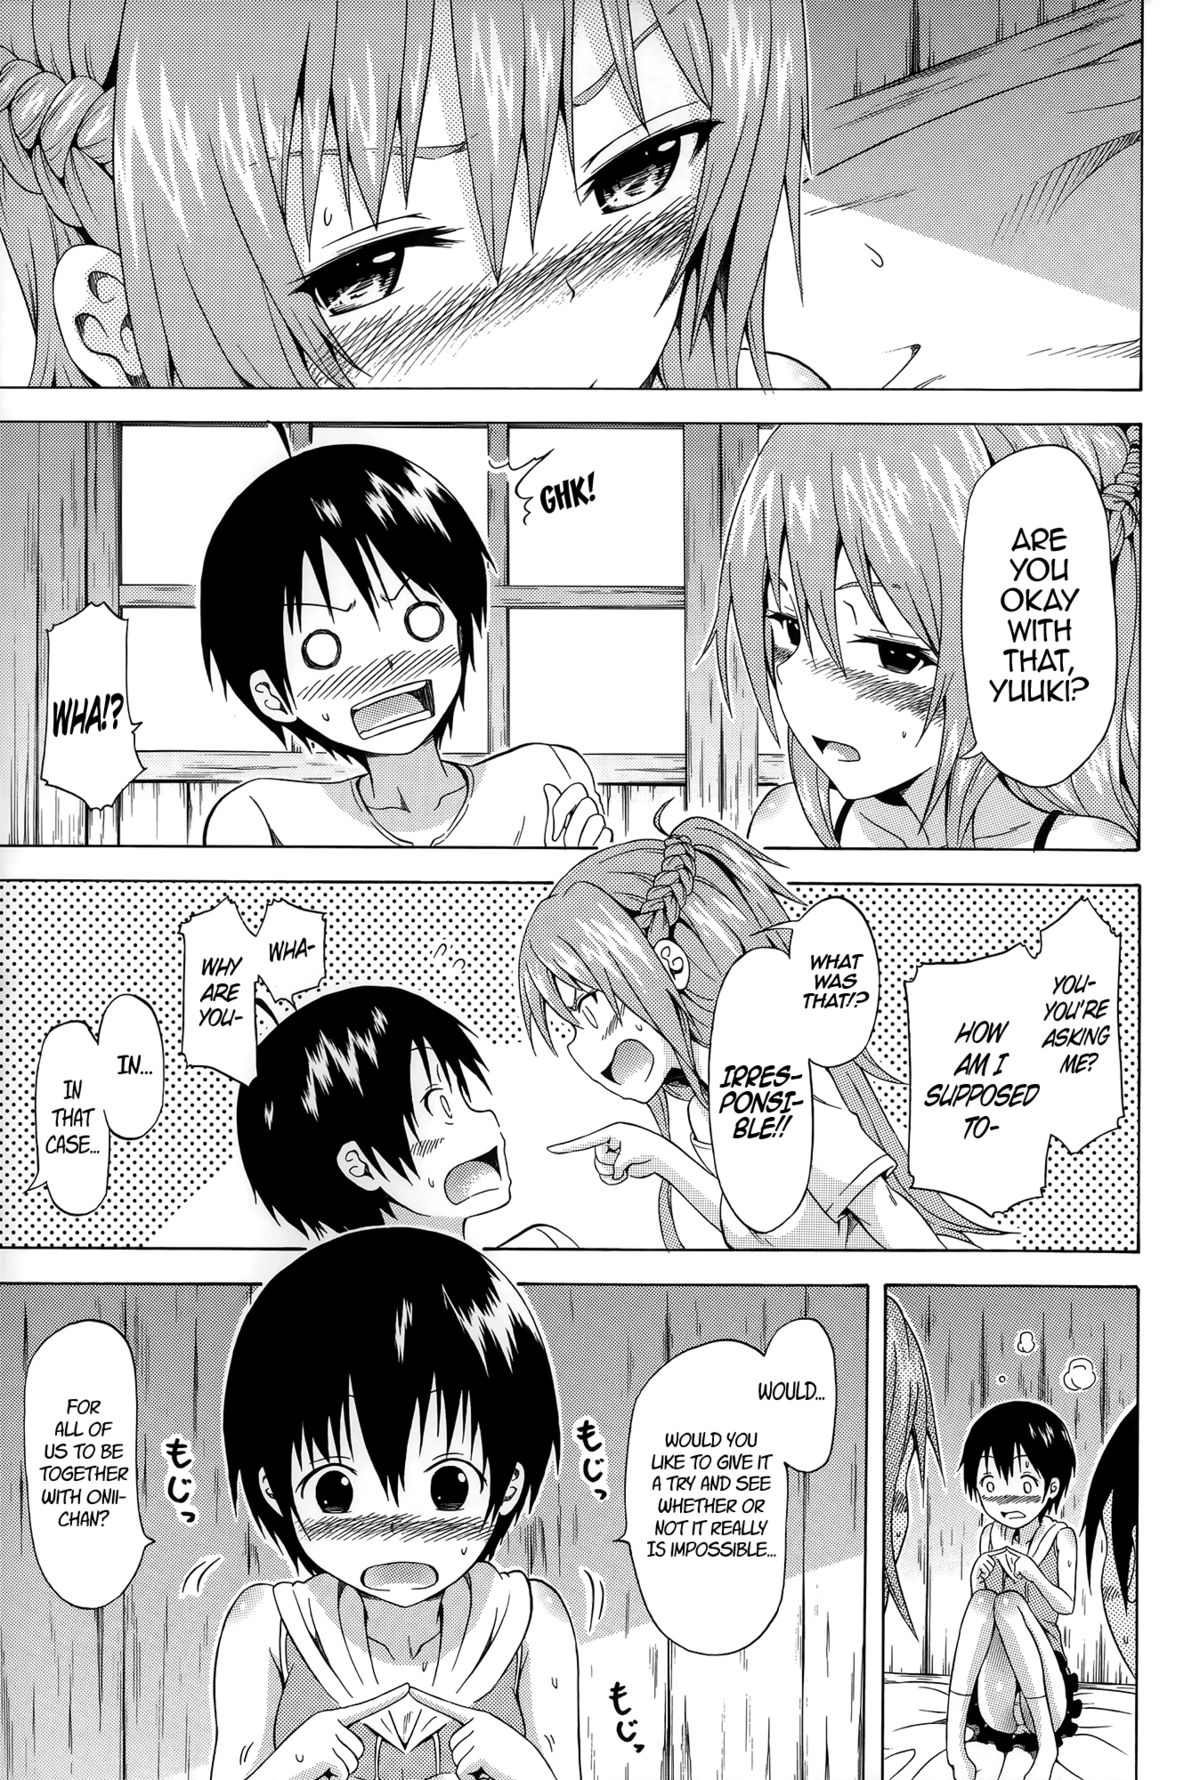 ARE
YOU
OKAY
WITH
THAT,
YUUKI?
GHK!
WHA!?
YOU-
YOU'RE
ASKING
ME?
HOW
AM I
SUPPOSED
TO-
WHAT
WAS
THAT!?
IRRES-
PONSI-
BLE!!
WHA-
WHY
ARE
YOU-
IN...
IN
THAT
CASE...
WOULD...
WOULD YOU
LIKE TO GIVE IT
A TRY AND SEE
WHETHER OR
NOT IT REALLY
IS IMPOSSIBLE...
もじっ
もじっ
もじっ
FOR
ALL OF
US TO BE
TOGETHER
WITH ONII-
CHAN?